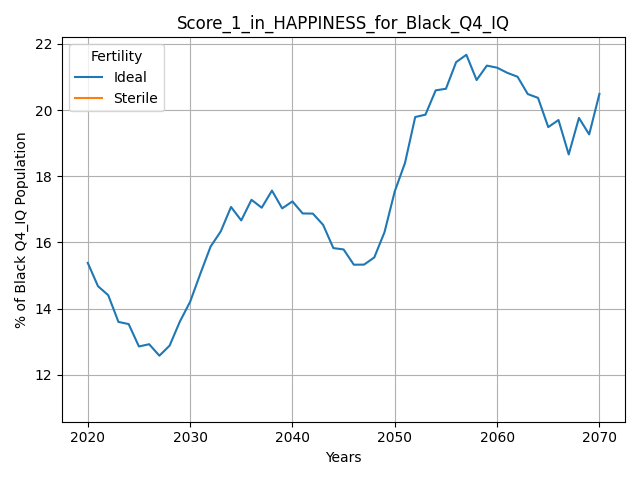 Score_1_in_HAPPINESS_for_Black_Q4_IQ
% of Black Q4_IQ Population
22
20
18
16
14
12
Fertility
Ideal
Sterile
2020 2030 2040 2050 2060 2070
Years